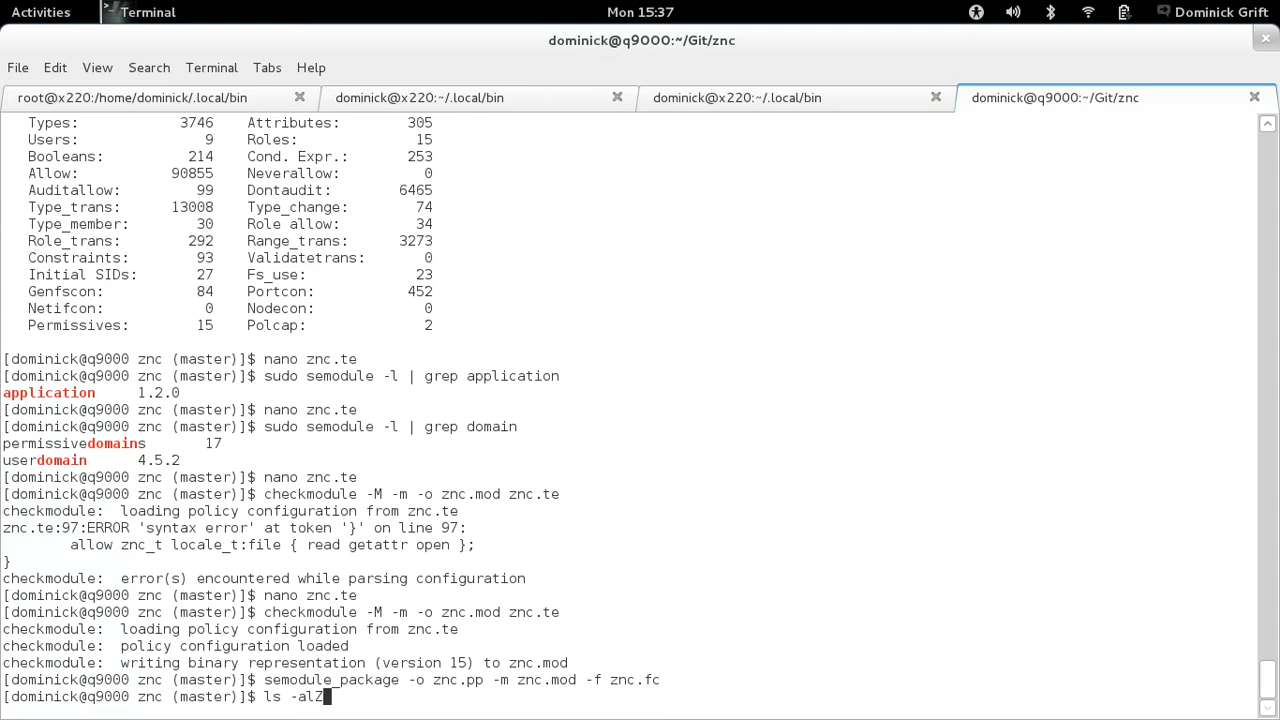 Activities Terminal Mon 15:37 Dominick Grift
dominick@q9000:~/Git/znc
File Edit View Search Terminal Tabs Help
root@x220:/home/dominick/.local/bin dominick@x220:~/.local/bin dominick@x220:~/.local/bin dominick@q9000:~/Git/znc
Types: 3746 Attributes: 305
Users: 9 Roles: 15
Booleans: 214 Cond. Expr.: 253
Allow: 90855 Neverallow: 0
Auditallow: 99 Dontaudit: 6465
Type_trans: 13008 Type_change: 74
Type_member: 30 Role allow: 34
Role_trans: 292 Range_trans: 3273
Constraints: 93 Validatetrans: 0
Initial SIDs: 27 Fs_use: 23
Genfscon: 84 Portcon: 452
Netifcon: 0 Nodecon: 0
Permissives: 15 Polcap: 2
[dominick@q9000 znc (master)]$ nano znc.te
[dominick@q9000 znc (master)]$ sudo semodule -l | grep application
application 1.2.0
[dominick@q9000 znc (master)]$ nano znc.te
[dominick@q9000 znc (master)]$ sudo semodule -l | grep domain
permissivedomains 17
userdomain 4.5.2
[dominick@q9000 znc (master)]$ nano znc.te
[dominick@q9000 znc (master)]$ checkmodule -M -m -o znc.mod znc.te
checkmodule: loading policy configuration from znc.te
znc.te:97:ERROR 'syntax error' at token '}' on line 97:
allow znc_t locale_t:file { read getattr open };
}
checkmodule: error(s) encountered while parsing configuration
[dominick@q9000 znc (master)]$ nano znc.te
[dominick@q9000 znc (master)]$ checkmodule -M -m -o znc.mod znc.te
checkmodule: loading policy configuration from znc.te
checkmodule: policy configuration loaded
checkmodule: writing binary representation (version 15) to znc.mod
[dominick@q9000 znc (master)]$ semodule_package -o znc.pp -m znc.mod -f znc.fc
[dominick@q9000 znc (master)]$ ls -alZ